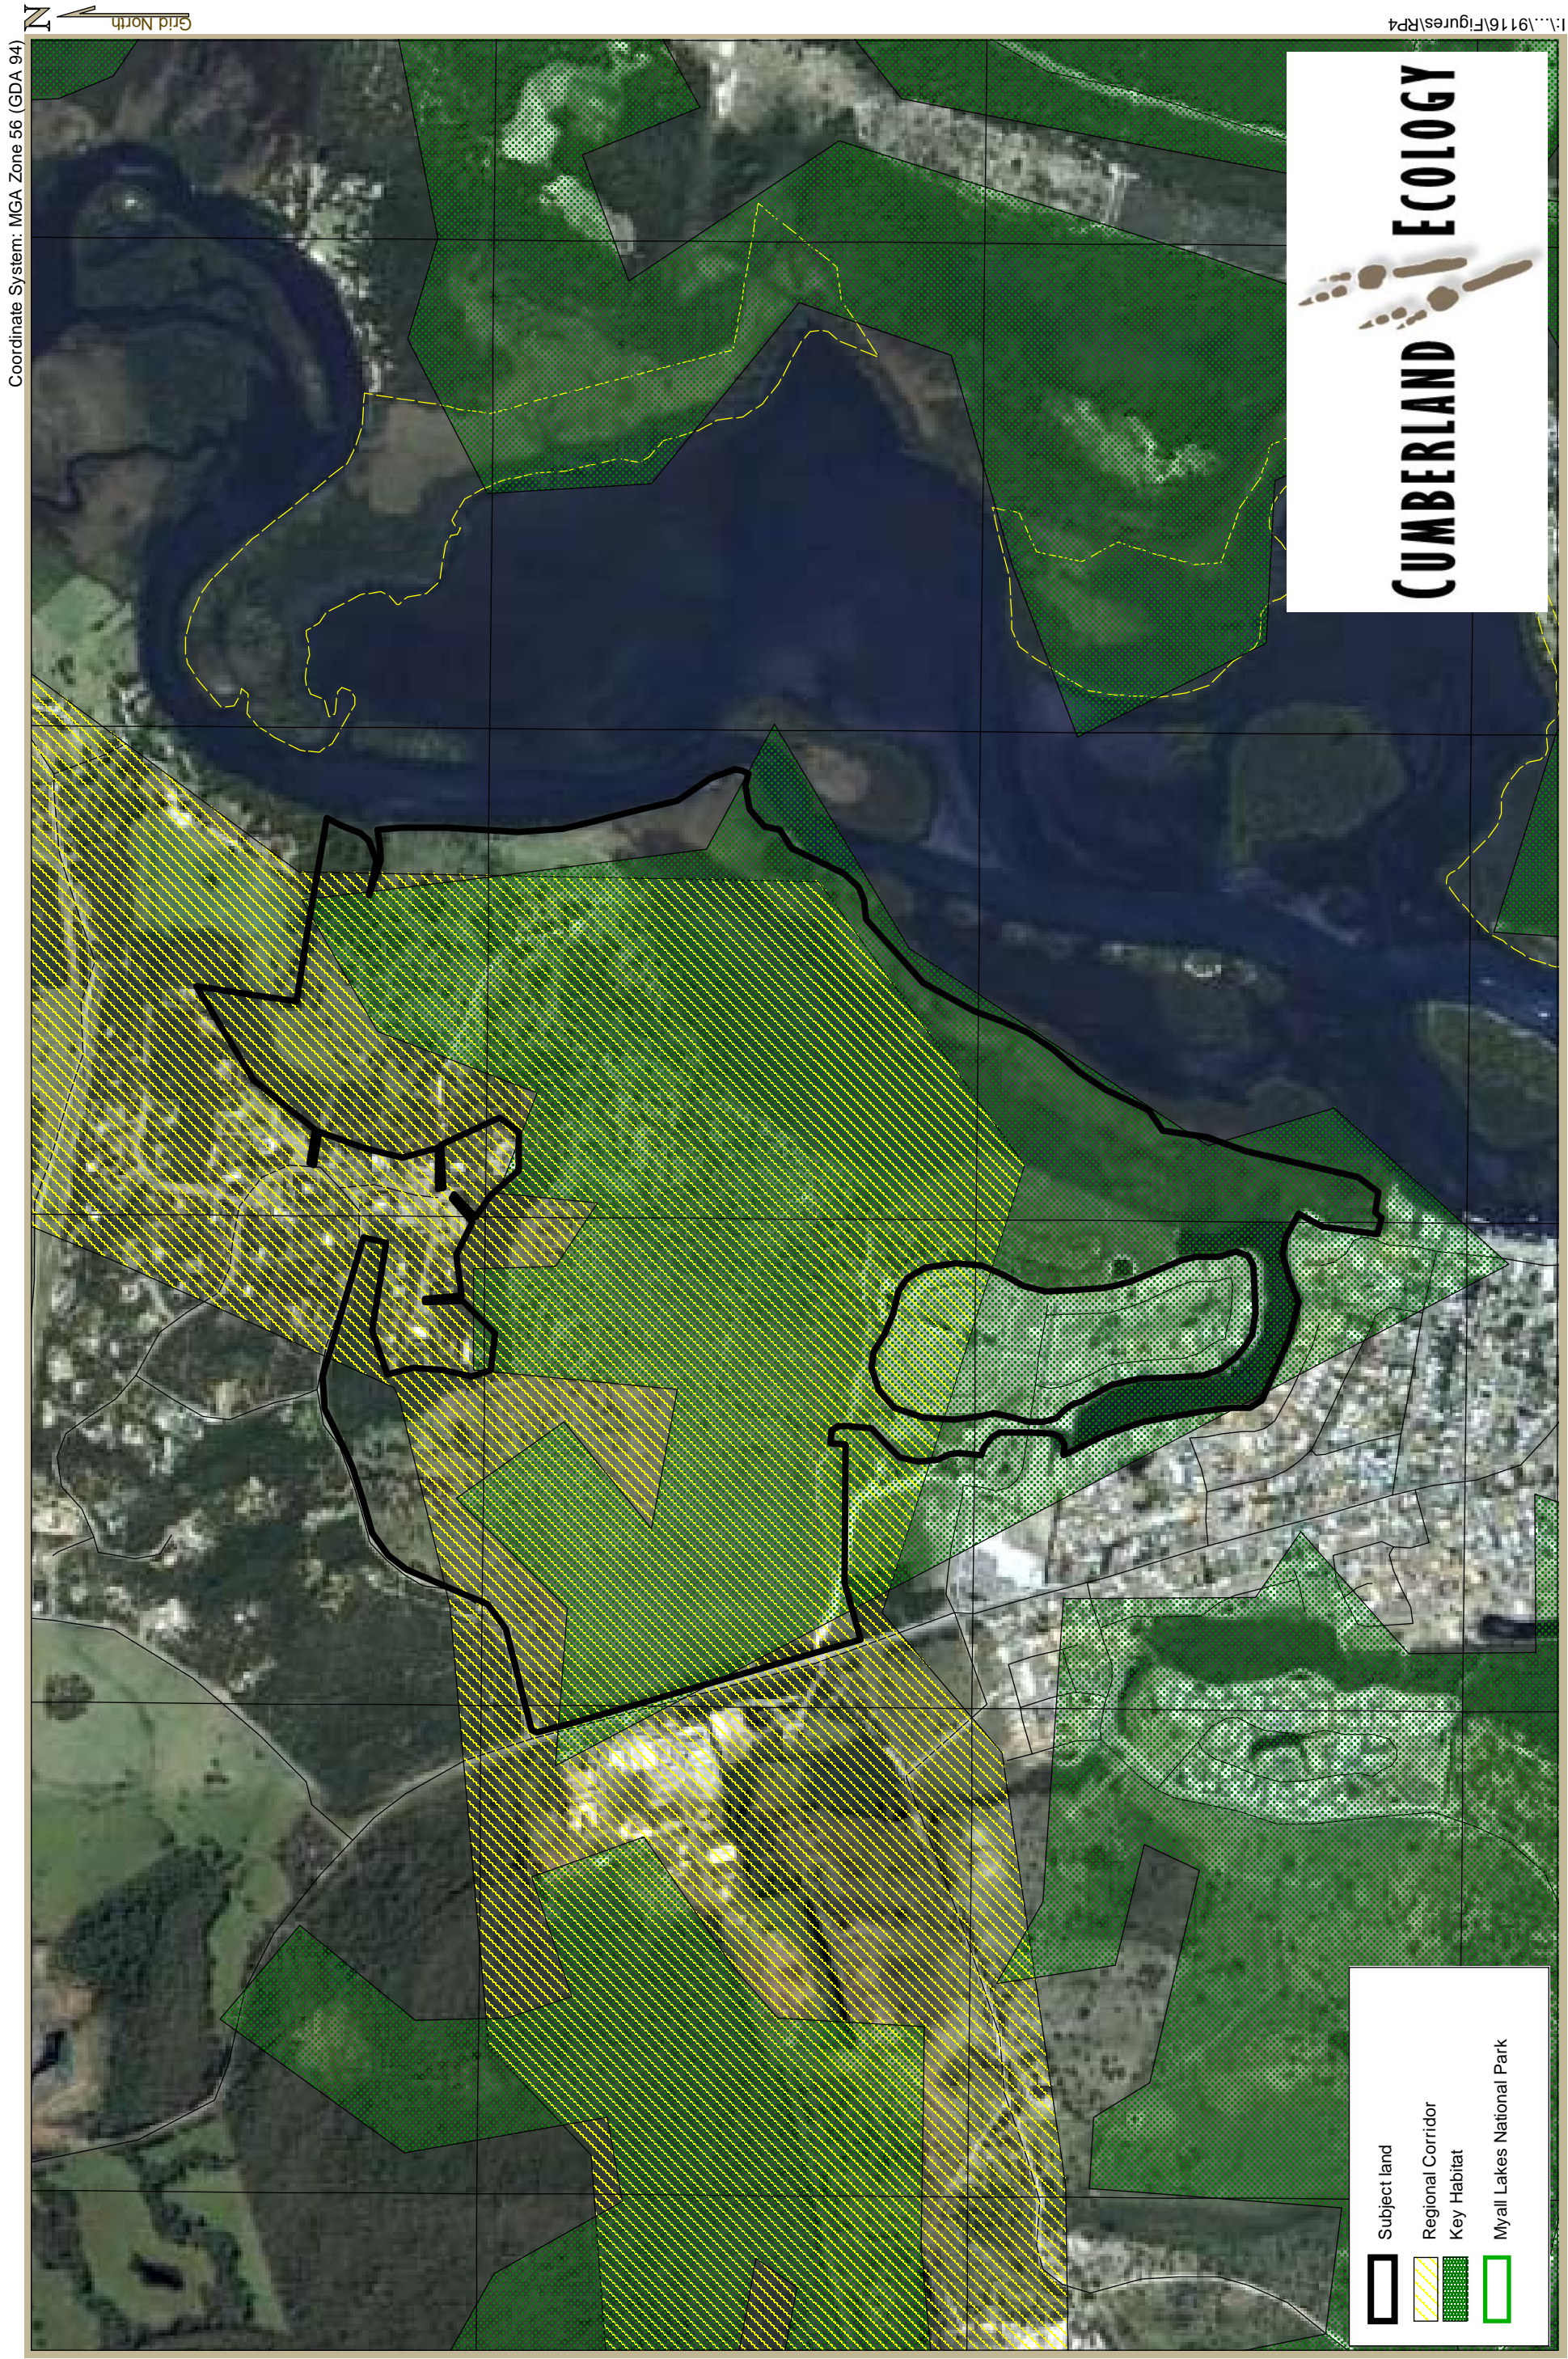 Coordinate System: MGA Zone 56 (GDA 94)
N
Grid North
I:\...\9116\Figures\RP4
CUMBERLAND ECOLOGY
Subject land
Regional Corridor
Key Habitat
Myall Lakes National Park